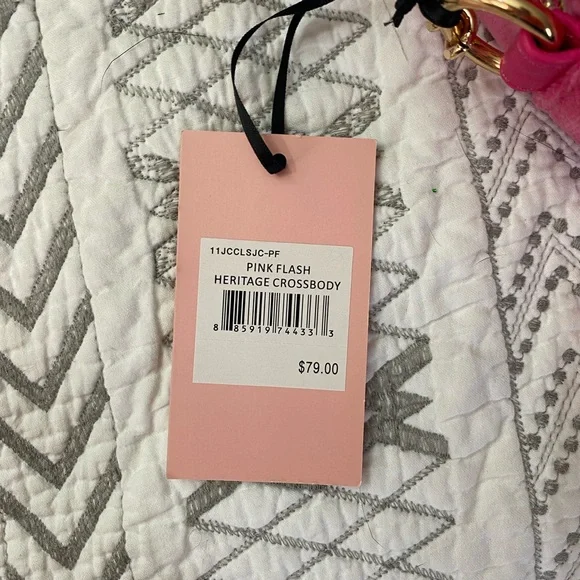 11JCCLSJC-PF
PINK FLASH
HERITAGE CROSSBODY
8 85919 74433 3
$79.00